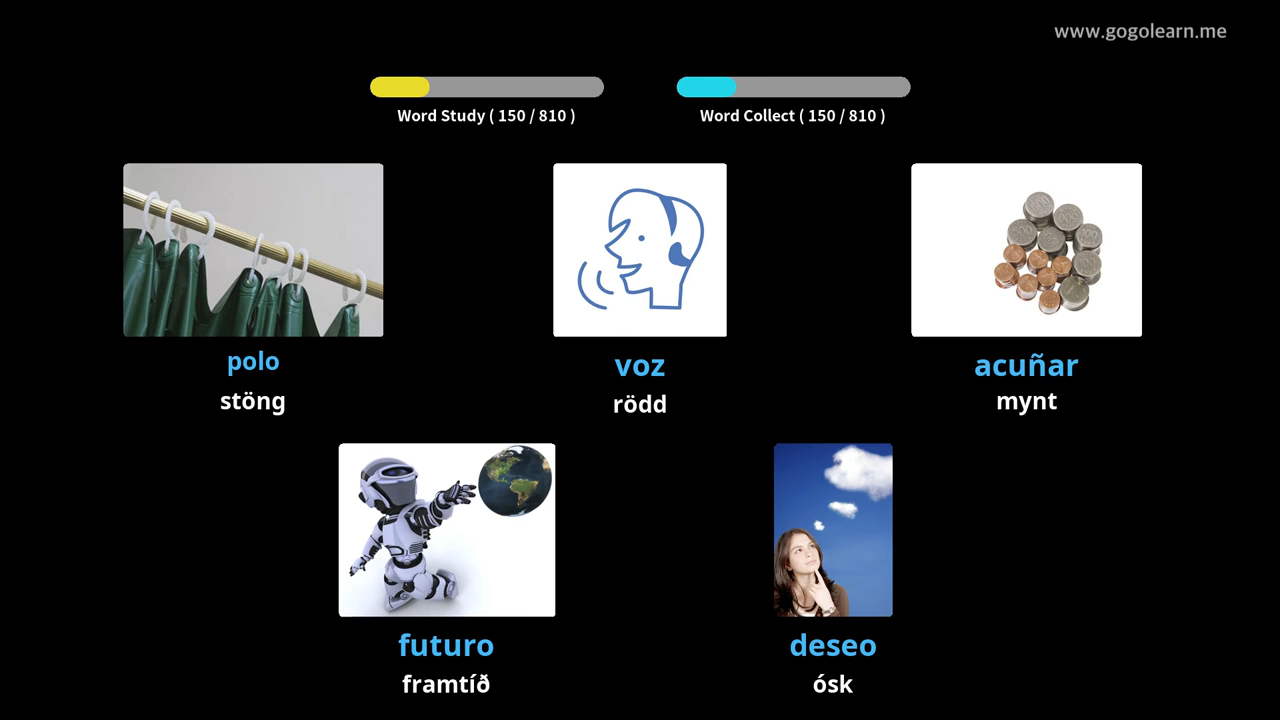 www.gogolearn.me
Word Study ( 150 / 810 )
Word Collect ( 150 / 810 )
polo
stöng
voz
rödd
acuñar
mynt
futuro
framtíð
deseo
ósk